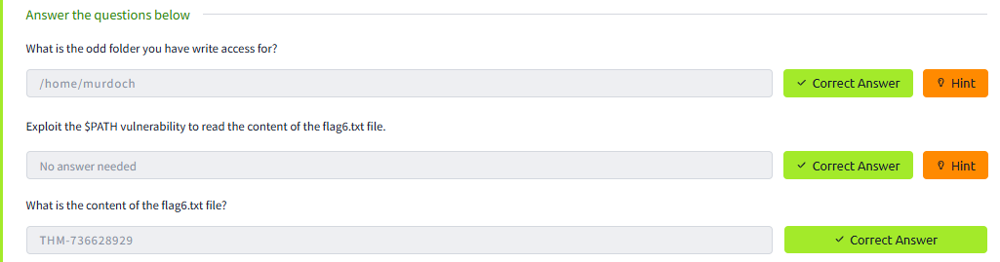 Answer the questions below
What is the odd folder you have write access for?
/home/murdoch
Correct Answer
Hint
Exploit the $PATH vulnerability to read the content of the flag6.txt file.
No answer needed
Correct Answer
Hint
What is the content of the flag6.txt file?
THM-736628929
Correct Answer